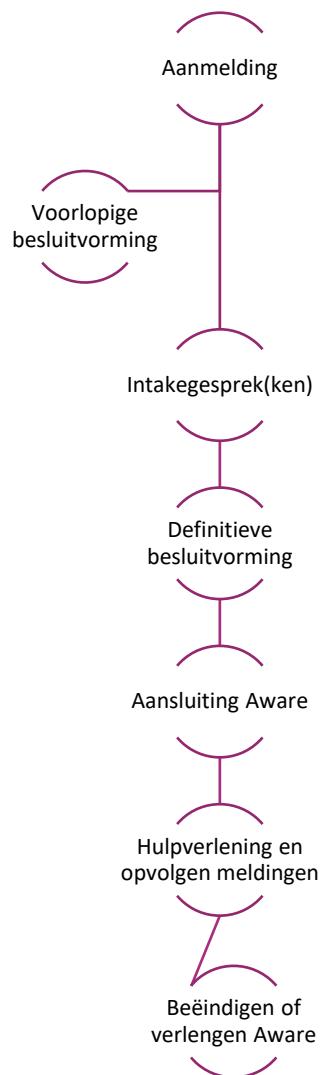 Aanmelding
Voorlopige
besluitvorming
Intakegesprek(ken)
Definitieve
besluitvorming
Aansluiting Aware
Hulpverlening en
opvolgen meldingen
Beëindigen of
verlengen Aware